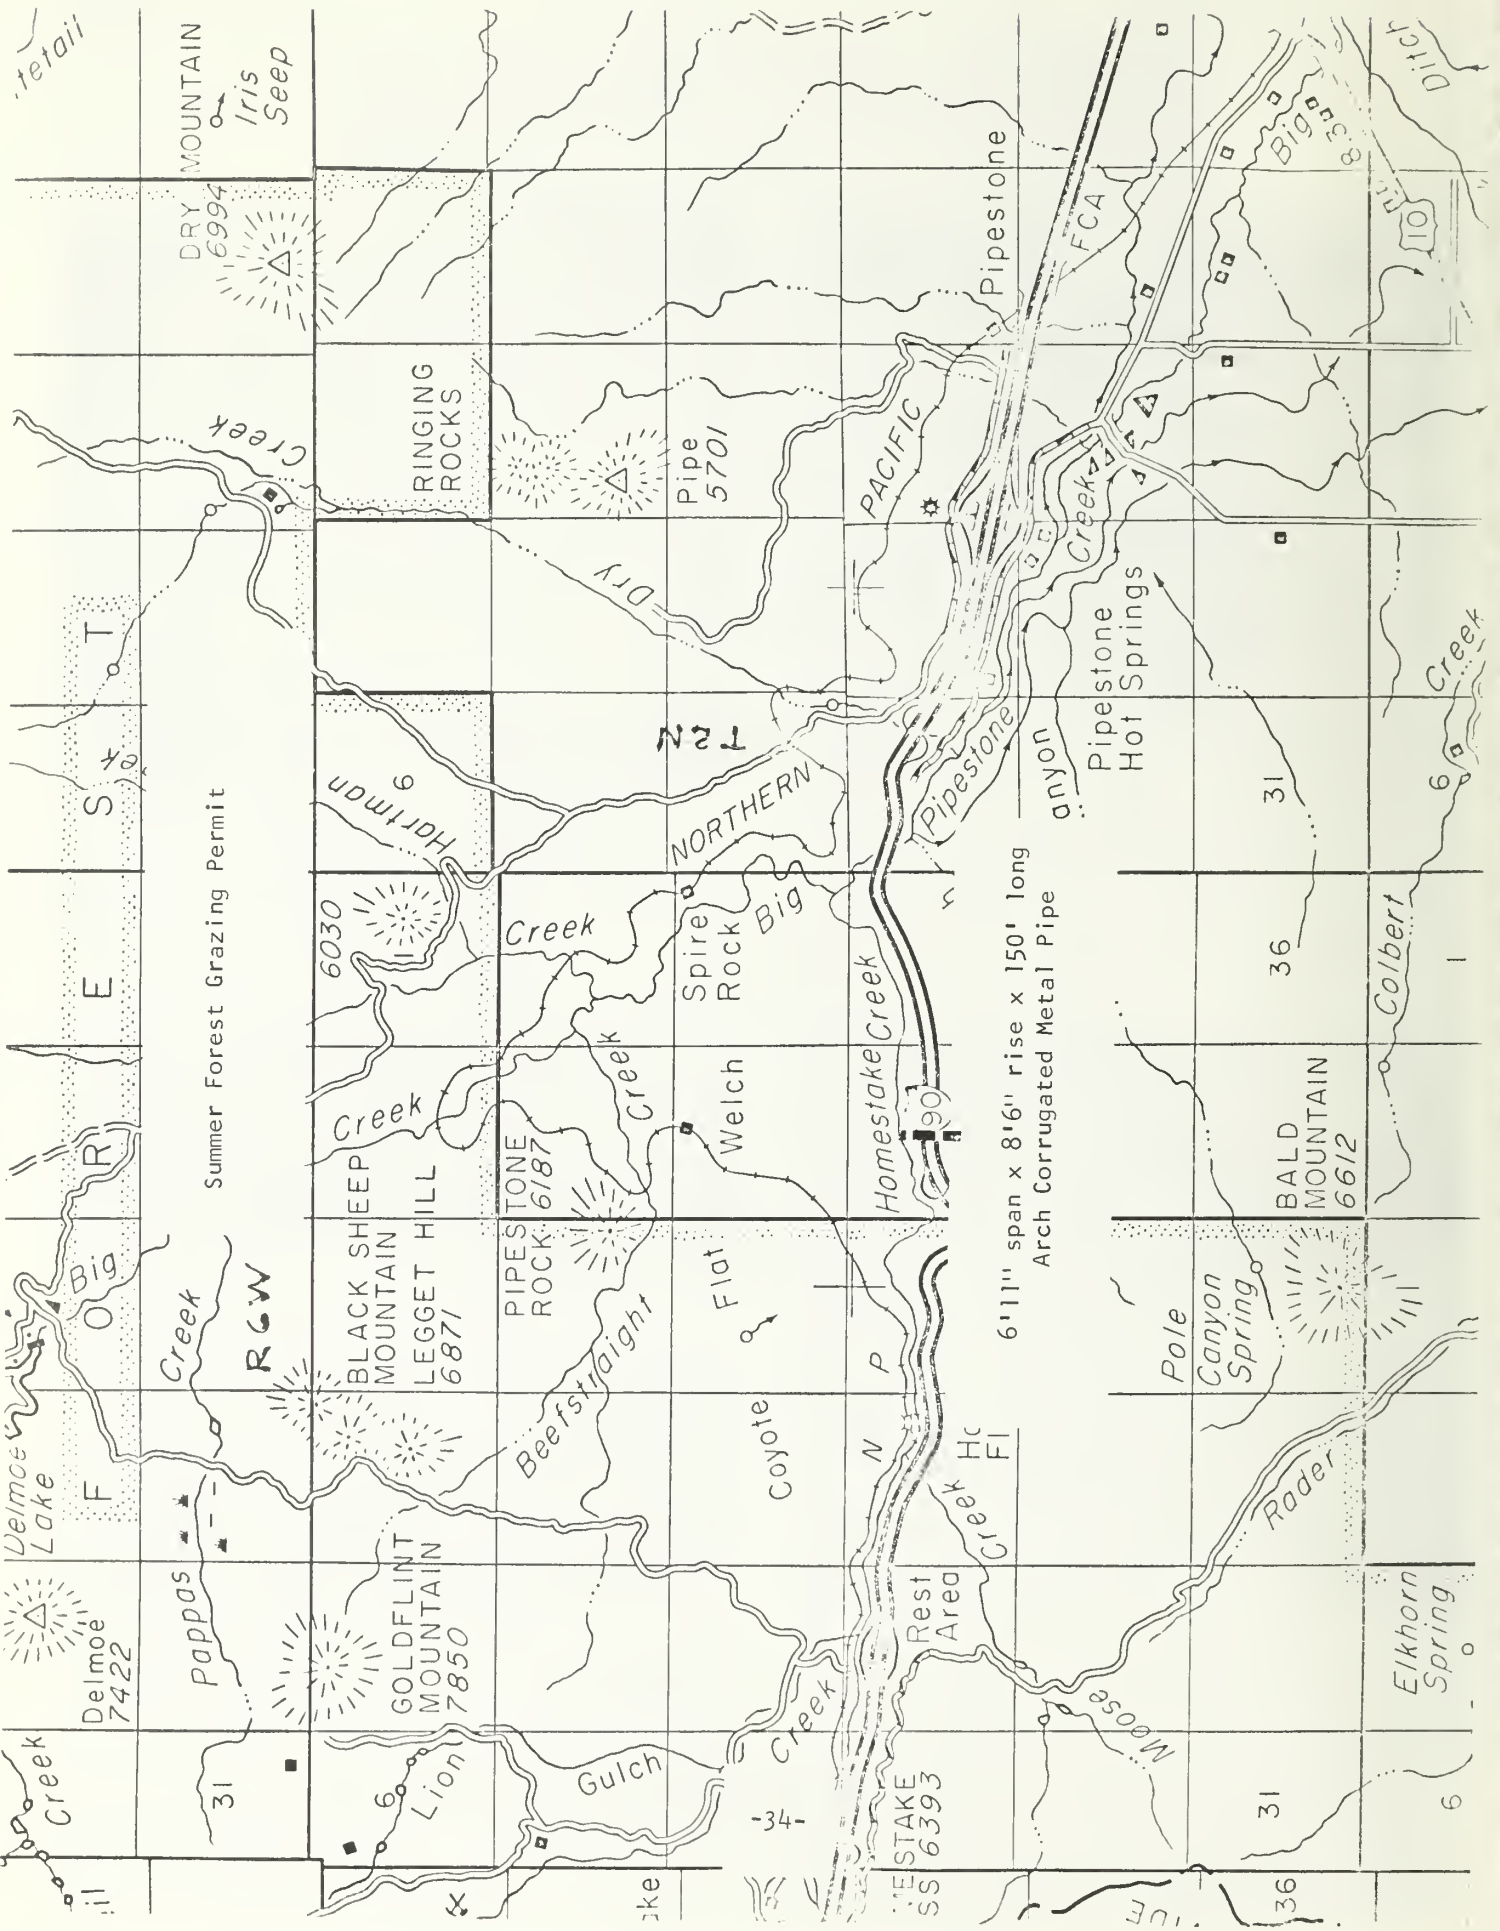 Creek
31
Delmoe
7422
Pappas
Delmoe
Lake
F O R E S T
Creek
Big
RGW
Summer Forest Grazing Permit
Creek
DRY MOUNTAIN
6994
Iris
Seep
6
Lion
GOLDFLINT
MOUNTAIN
7850
BLACK SHEEP
MOUNTAIN
LEGGET HILL
6871
Creek
6030
Hartman
6
RINGING
ROCKS
Gulch
Beefstraight
PIPESTONE
ROCK 6187
Creek
Creek
Dry
Pipe
5701
-34-
Creek
Coyote
Flat
Welch
Spire
Rock
Big
NORTHERN
T2N
PACIFIC
N P
Homestake Creek
90
Pipestone
Creek
Pipestone
FCA
6393
Rest
Area
Creek
6'11" span x 8'6" rise x 150' long
Arch Corrugated Metal Pipe
anyon
Pipestone
Hot Springs
Moose
Pole
Canyon
Spring
Big
31
Rader
BALD
MOUNTAIN
6612
36
31
10
Elkhorn
Spring
6
Colbert
1
6
Creek
Ditch
36